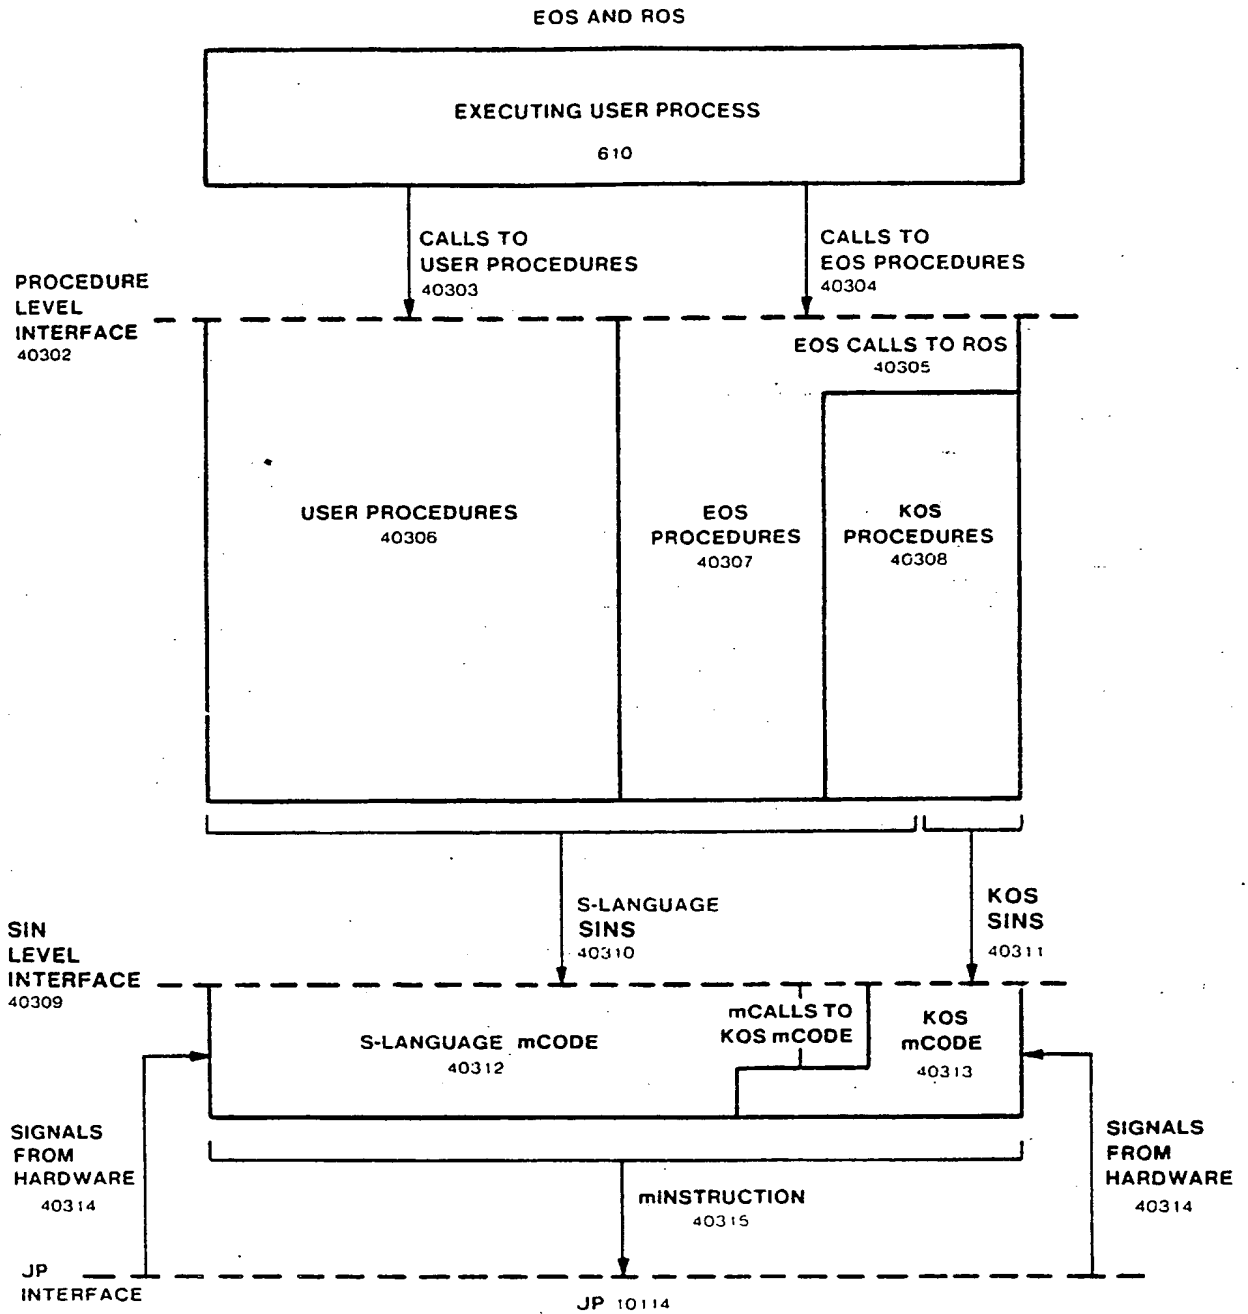 EOS AND ROS
EXECUTING USER PROCESS
610
CALLS TO
USER PROCEDURES
40303
CALLS TO
EOS PROCEDURES
40304
PROCEDURE
LEVEL
INTERFACE
40302
EOS CALLS TO ROS
40305
USER PROCEDURES
40306
EOS
PROCEDURES
40307
KOS
PROCEDURES
40308
S-LANGUAGE
SINS
40310
KOS
SINS
40311
SIN
LEVEL
INTERFACE
40309
S-LANGUAGE mCODE
40312
mCALLS TO
KOS mCODE
KOS
mCODE
40313
SIGNALS
FROM
HARDWARE
40314
mINSTRUCTION
40315
SIGNALS
FROM
HARDWARE
40314
JP
INTERFACE
JP 10114